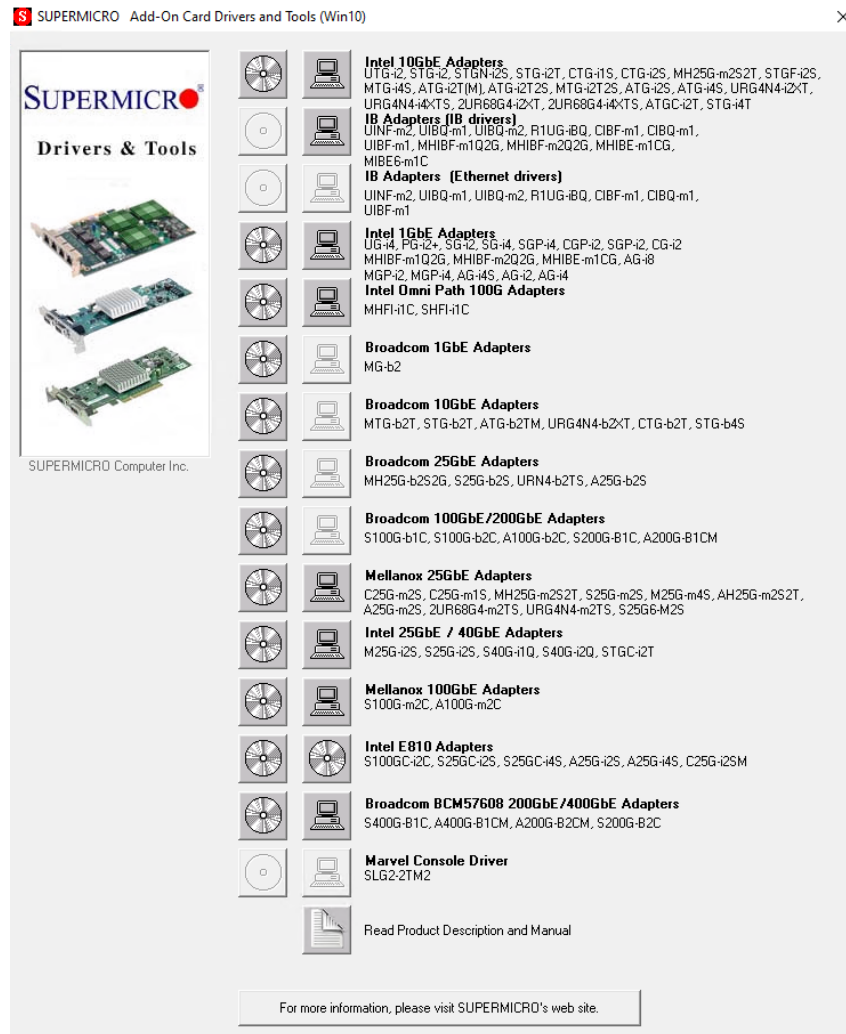 SUPERMICRO Add-On Card Drivers and Tools (Win10)
SUPERMICRO®
Drivers & Tools
SUPERMICRO Computer Inc.
Intel 10GbE Adapters
UTG-i2, STG-i2, STGN-i2S, STG-i2T, CTG-i1S, CTG-i2S, MH25G-m2S2T, STGF-i2S,
MTG-i4S, ATG-i2T(M), ATG-i2T2S, MTG-i2T2S, ATG-i2S, ATG-i4S, URG4N4-i2XT,
URG4N4-i4XTS, 2UR68G4-i2XT, 2UR68G4-i4XTS, ATGC-i2T, STG-i4T
IB Adapters (IB drivers)
UINF-m2, UIBQ-m1, UIBQ-m2, R1UG-iBQ, CIBF-m1, CIBQ-m1,
UIBF-m1, MHIBF-m1Q2G, MHIBF-m2Q2G, MHIBE-m1CG,
MIBE6-m1C
IB Adapters (Ethernet drivers)
UINF-m2, UIBQ-m1, UIBQ-m2, R1UG-iBQ, CIBF-m1, CIBQ-m1,
UIBF-m1
Intel 1GbE Adapters
UG-i4, PG-i2+, SG-i2, SG-i4, SGP-i4, CGP-i2, SGP-i2, CG-i2
MHIBF-m1Q2G, MHIBF-m2Q2G, MHIBE-m1CG, AG-i8
MGP-i2, MGP-i4, AG-i4S, AG-i2, AG-i4
Intel Omni Path 100G Adapters
MHFI-i1C, SHFI-i1C
Broadcom 1GbE Adapters
MG-b2
Broadcom 10GbE Adapters
MTG-b2T, STG-b2T, ATG-b2TM, URG4N4-b2XT, CTG-b2T, STG-b4S
Broadcom 25GbE Adapters
MH25G-b2S2G, S25G-b2S, URN4-b2TS, A25G-b2S
Broadcom 100GbE/200GbE Adapters
S100G-b1C, S100G-b2C, A100G-b2C, S200G-B1C, A200G-B1CM
Mellanox 25GbE Adapters
C25G-m2S, C25G-m1S, MH25G-m2S2T, S25G-m2S, M25G-m4S, AH25G-m2S2T,
A25G-m2S, 2UR68G4-m2TS, URG4N4-m2TS, S25G6-M2S
Intel 25GbE / 40GbE Adapters
M25G-i2S, S25G-i2S, S40G-i1Q, S40G-i2Q, STGC-i2T
Mellanox 100GbE Adapters
S100G-m2C, A100G-m2C
Intel E810 Adapters
S100GC-i2C, S25GC-i2S, S25GC-i4S, A25G-i2S, A25G-i4S, C25G-i2SM
Broadcom BCM57608 200GbE/400GbE Adapters
S400G-B1C, A400G-B1CM, A200G-B2CM, S200G-B2C
Marvel Console Driver
SLG2-2TM2
Read Product Description and Manual
For more information, please visit SUPERMICRO's web site.